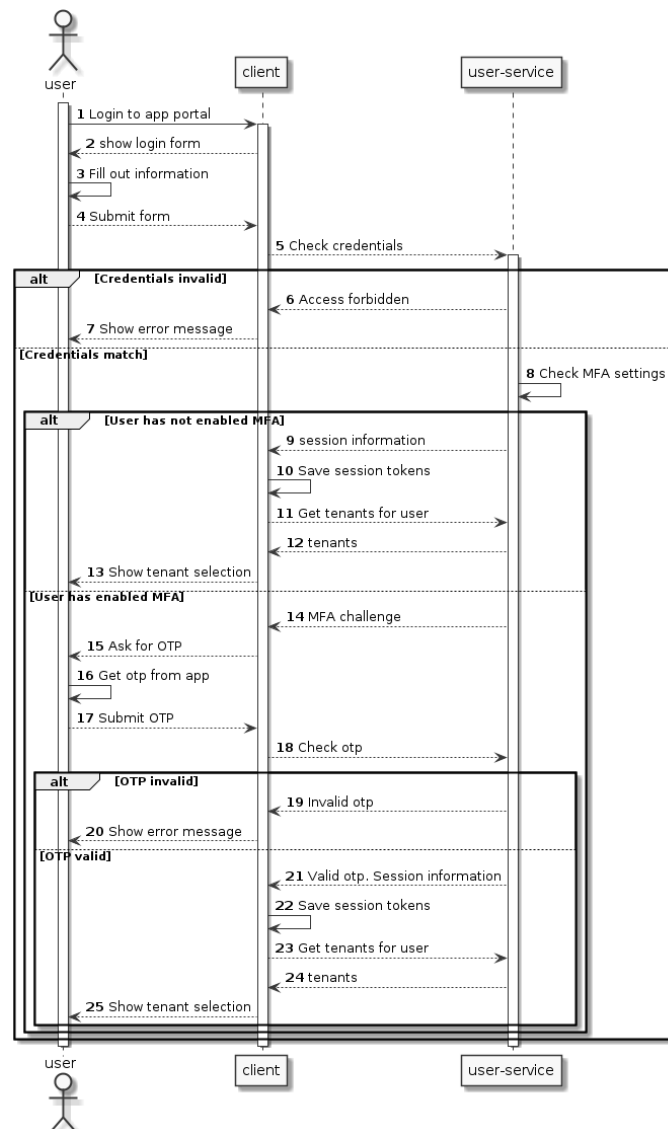 user
client
user-service
1 Login to app portal
2 show login form
3 Fill out information
4 Submit form
5 Check credentials
alt [Credentials invalid]
6 Access forbidden
7 Show error message
[Credentials match]
8 Check MFA settings
alt [User has not enabled MFA]
9 session information
10 Save session tokens
11 Get tenants for user
12 tenants
13 Show tenant selection
[User has enabled MFA]
14 MFA challenge
15 Ask for OTP
16 Get otp from app
17 Submit OTP
18 Check otp
alt [OTP invalid]
19 Invalid otp
20 Show error message
[OTP valid]
21 Valid otp. Session information
22 Save session tokens
23 Get tenants for user
24 tenants
25 Show tenant selection
user
client
user-service